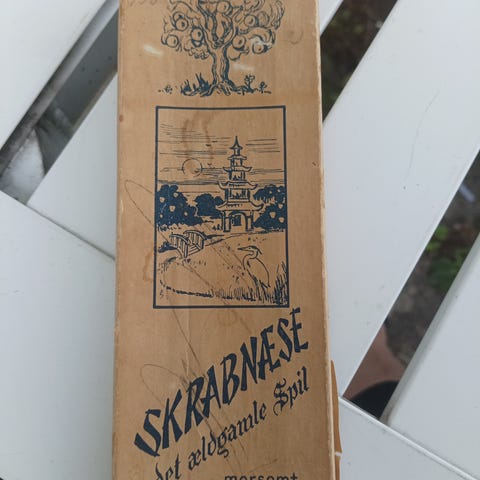 SKRABNÆSE
det ældgamle Spil
morsomt